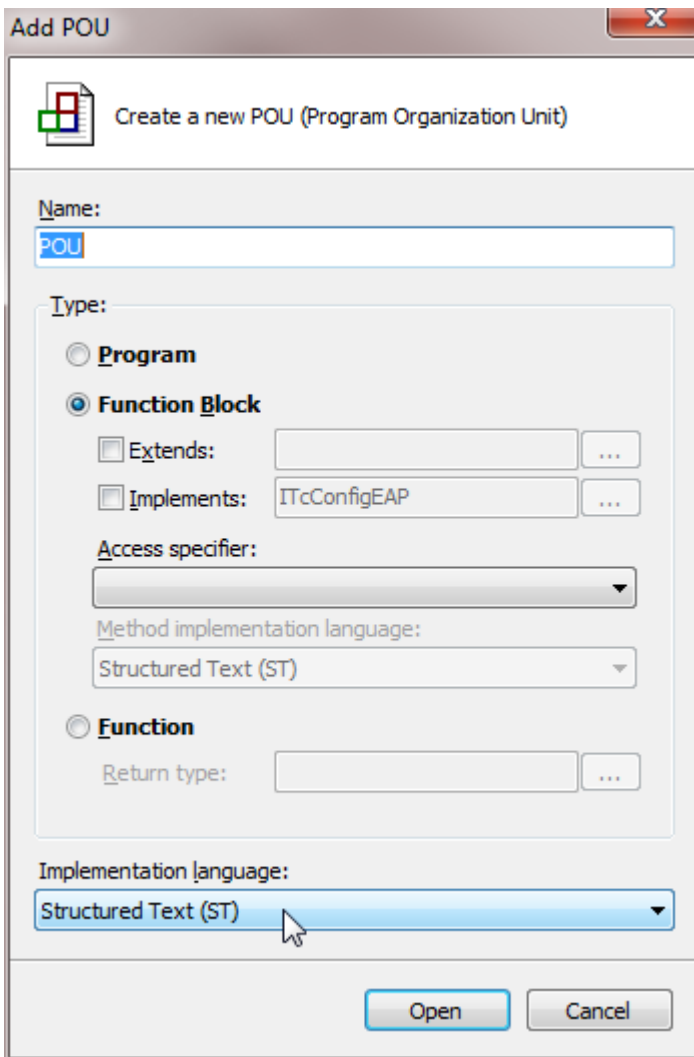 Add POU
Create a new POU (Program Organization Unit)
Name:
POU
Type:
Program
Function Block
Extends:
...
Implements: ITcConfigEAP ...
Access specifier:
Method implementation language:
Structured Text (ST)
Function
Return type:
...
Implementation language:
Structured Text (ST)
Open Cancel